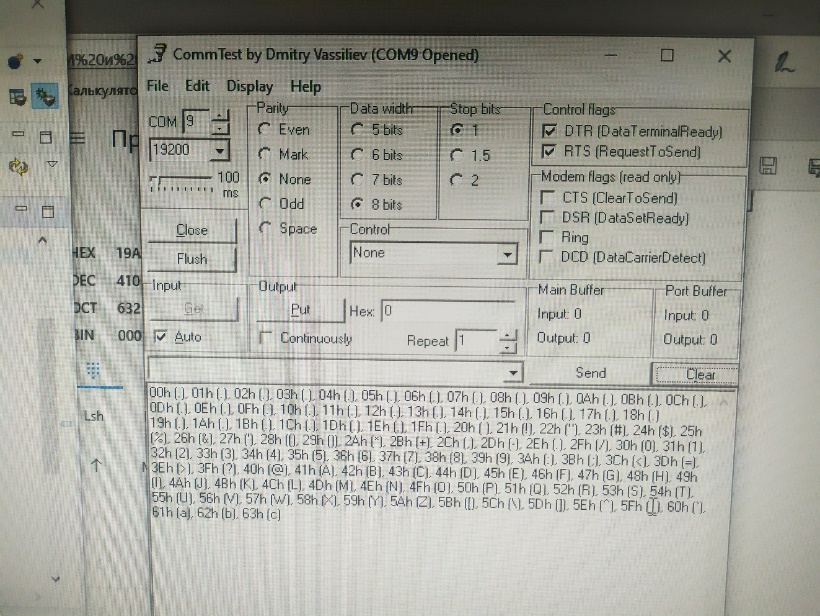 CommTest by Dmitry Vassiliev (COM9 Opened)
File Edit Display Help
COM 9
19200
100
ms
Close
Flush
Parity
Even
Mark
None
Odd
Space
Data width
5 bits
6 bits
7 bits
8 bits
Stop bits
1
1.5
2
Control
None
Control flags
DTR (DataTerminalReady)
RTS (RequestToSend)
Modem flags (read only)
CTS (ClearToSend)
DSR (DataSetReady)
Ring
DCD (DataCarrierDetect)
Input
Get
Auto
Output
Put Hex: 0
Continuously Repeat 1
Main Buffer
Input: 0
Output: 0
Port Buffer
Input: 0
Output: 0
Send Clear
00h (.), 01h (.), 02h (.), 03h (.), 04h (.), 05h (.), 06h (.), 07h (.), 08h (.), 09h (.), 0Ah (.), 0Bh (.), 0Ch (.),
0Dh (.), 0Eh (.), 0Fh (.), 10h (.), 11h (.), 12h (.), 13h (.), 14h (.), 15h (.), 16h (.), 17h (.), 18h (.)
19h (.), 1Ah (.), 1Bh (.), 1Ch (.), 1Dh (.), 1Eh (.), 1Fh (.), 20h ( ), 21h (!), 22h ("), 23h (#), 24h ($), 25h
(%), 26h (&), 27h ('), 28h ((), 29h ()), 2Ah (*), 2Bh (+), 2Ch (,), 2Dh (-), 2Eh (.), 2Fh (/), 30h (0), 31h (1),
32h (2), 33h (3), 34h (4), 35h (5), 36h (6), 37h (7), 38h (8), 39h (9), 3Ah (:), 3Bh (;), 3Ch (<), 3Dh (=),
3Eh (>), 3Fh (?), 40h (@), 41h (A), 42h (B), 43h (C), 44h (D), 45h (E), 46h (F), 47h (G), 48h (H), 49h
(I), 4Ah (J), 4Bh (K), 4Ch (L), 4Dh (M), 4Eh (N), 4Fh (O), 50h (P), 51h (Q), 52h (R), 53h (S), 54h (T),
55h (U), 56h (V), 57h (W), 58h (X), 59h (Y), 5Ah (Z), 5Bh ([), 5Ch (\), 5Dh (]), 5Eh (^), 5Fh (_), 60h (`),
61h (a), 62h (b), 63h (c)
и%20и%2
Калькулято
Пр
HEX 19A
DEC 410
OCT 632
BIN 000
Lsh